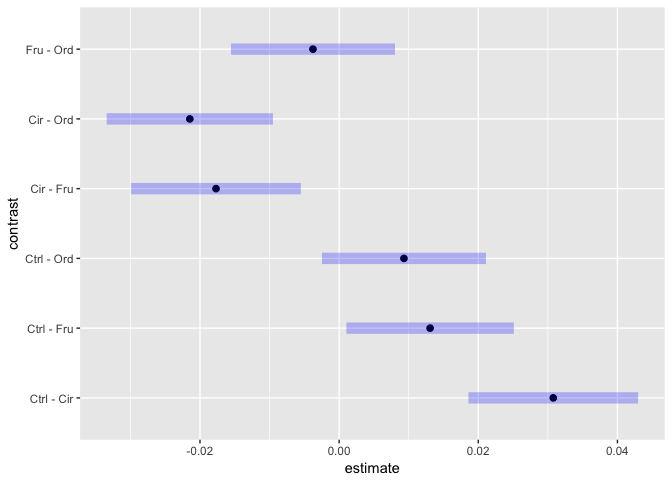 Fru - Ord
Cir - Ord
Cir - Fru
Ctrl - Ord
Ctrl - Fru
Ctrl - Cir
contrast
-0.02 0.00 0.02 0.04
estimate